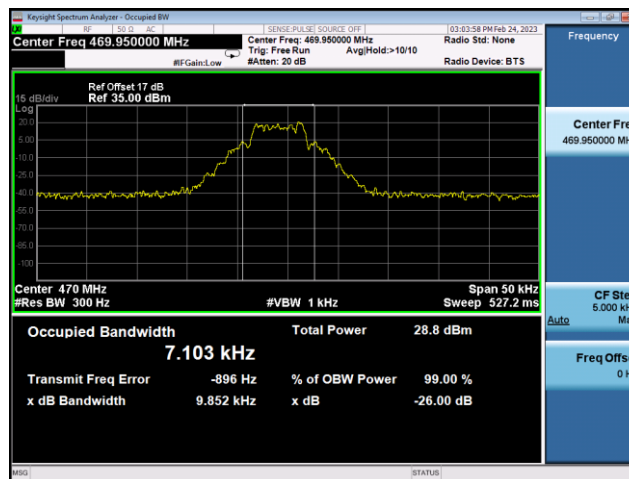 Keysight Spectrum Analyzer - Occupied BW
RF 50 Ω AC SENSE:PULSE SOURCE OFF 03:03:58 PM Feb 24, 2023
Center Freq 469.950000 MHz
Center Freq: 469.950000 MHz Radio Std: None
Trig: Free Run Avg|Hold:>10/10
#IFGain:Low #Atten: 20 dB Radio Device: BTS
Ref Offset 17 dB
15 dB/div Ref 35.00 dBm
Log
20.0
5.00
-10.0
-25.0
-40.0
-55.0
-70.0
-85.0
-100
Center 470 MHz Span 50 kHz
#Res BW 300 Hz #VBW 1 kHz Sweep 527.2 ms
Occupied Bandwidth Total Power 28.8 dBm
7.103 kHz
Transmit Freq Error -896 Hz % of OBW Power 99.00 %
x dB Bandwidth 9.852 kHz x dB -26.00 dB
MSG STATUS
Frequency
Center Fre
469.950000 MH
CF Ste
5.000 kH
Auto Ma
Freq Offs
0 H